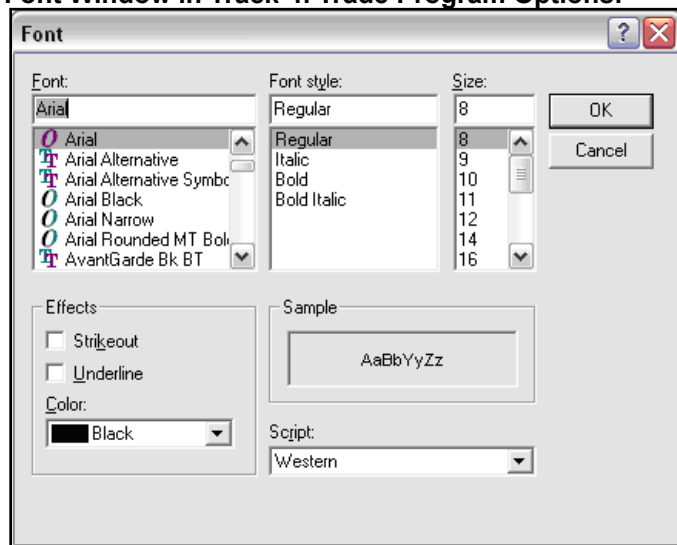 Font Window in Track 'n Trade Program Options:
Font
Font:
Arial
Arial
Arial Alternative
Arial Alternative Symbo
Arial Black
Arial Narrow
Arial Rounded MT Bol
AvantGarde Bk BT
Font style:
Regular
Regular
Italic
Bold
Bold Italic
Size:
8
8
9
10
11
12
14
16
OK
Cancel
Effects
Strikeout
Underline
Color:
Black
Sample
AaBbYyZz
Script:
Western